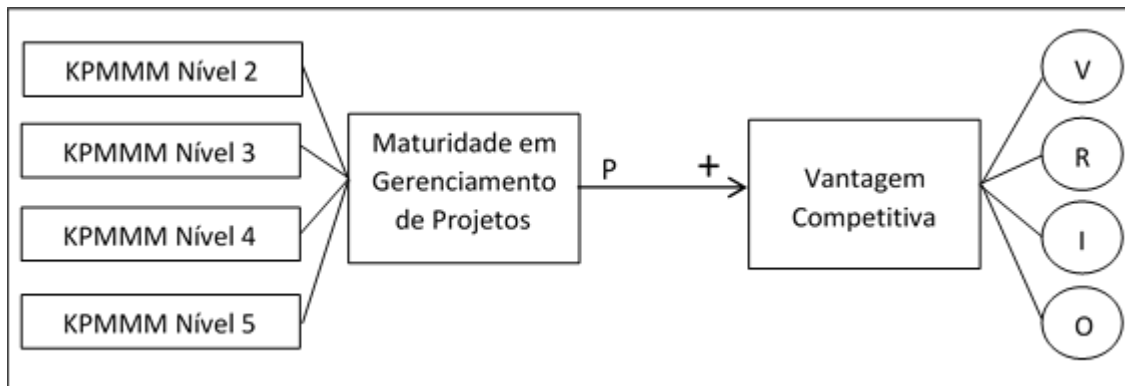 KPMMM Nível 2
KPMMM Nível 3
KPMMM Nível 4
KPMMM Nível 5
Maturidade em
Gerenciamento
de Projetos
P +
Vantagem
Competitiva
V
R
I
O